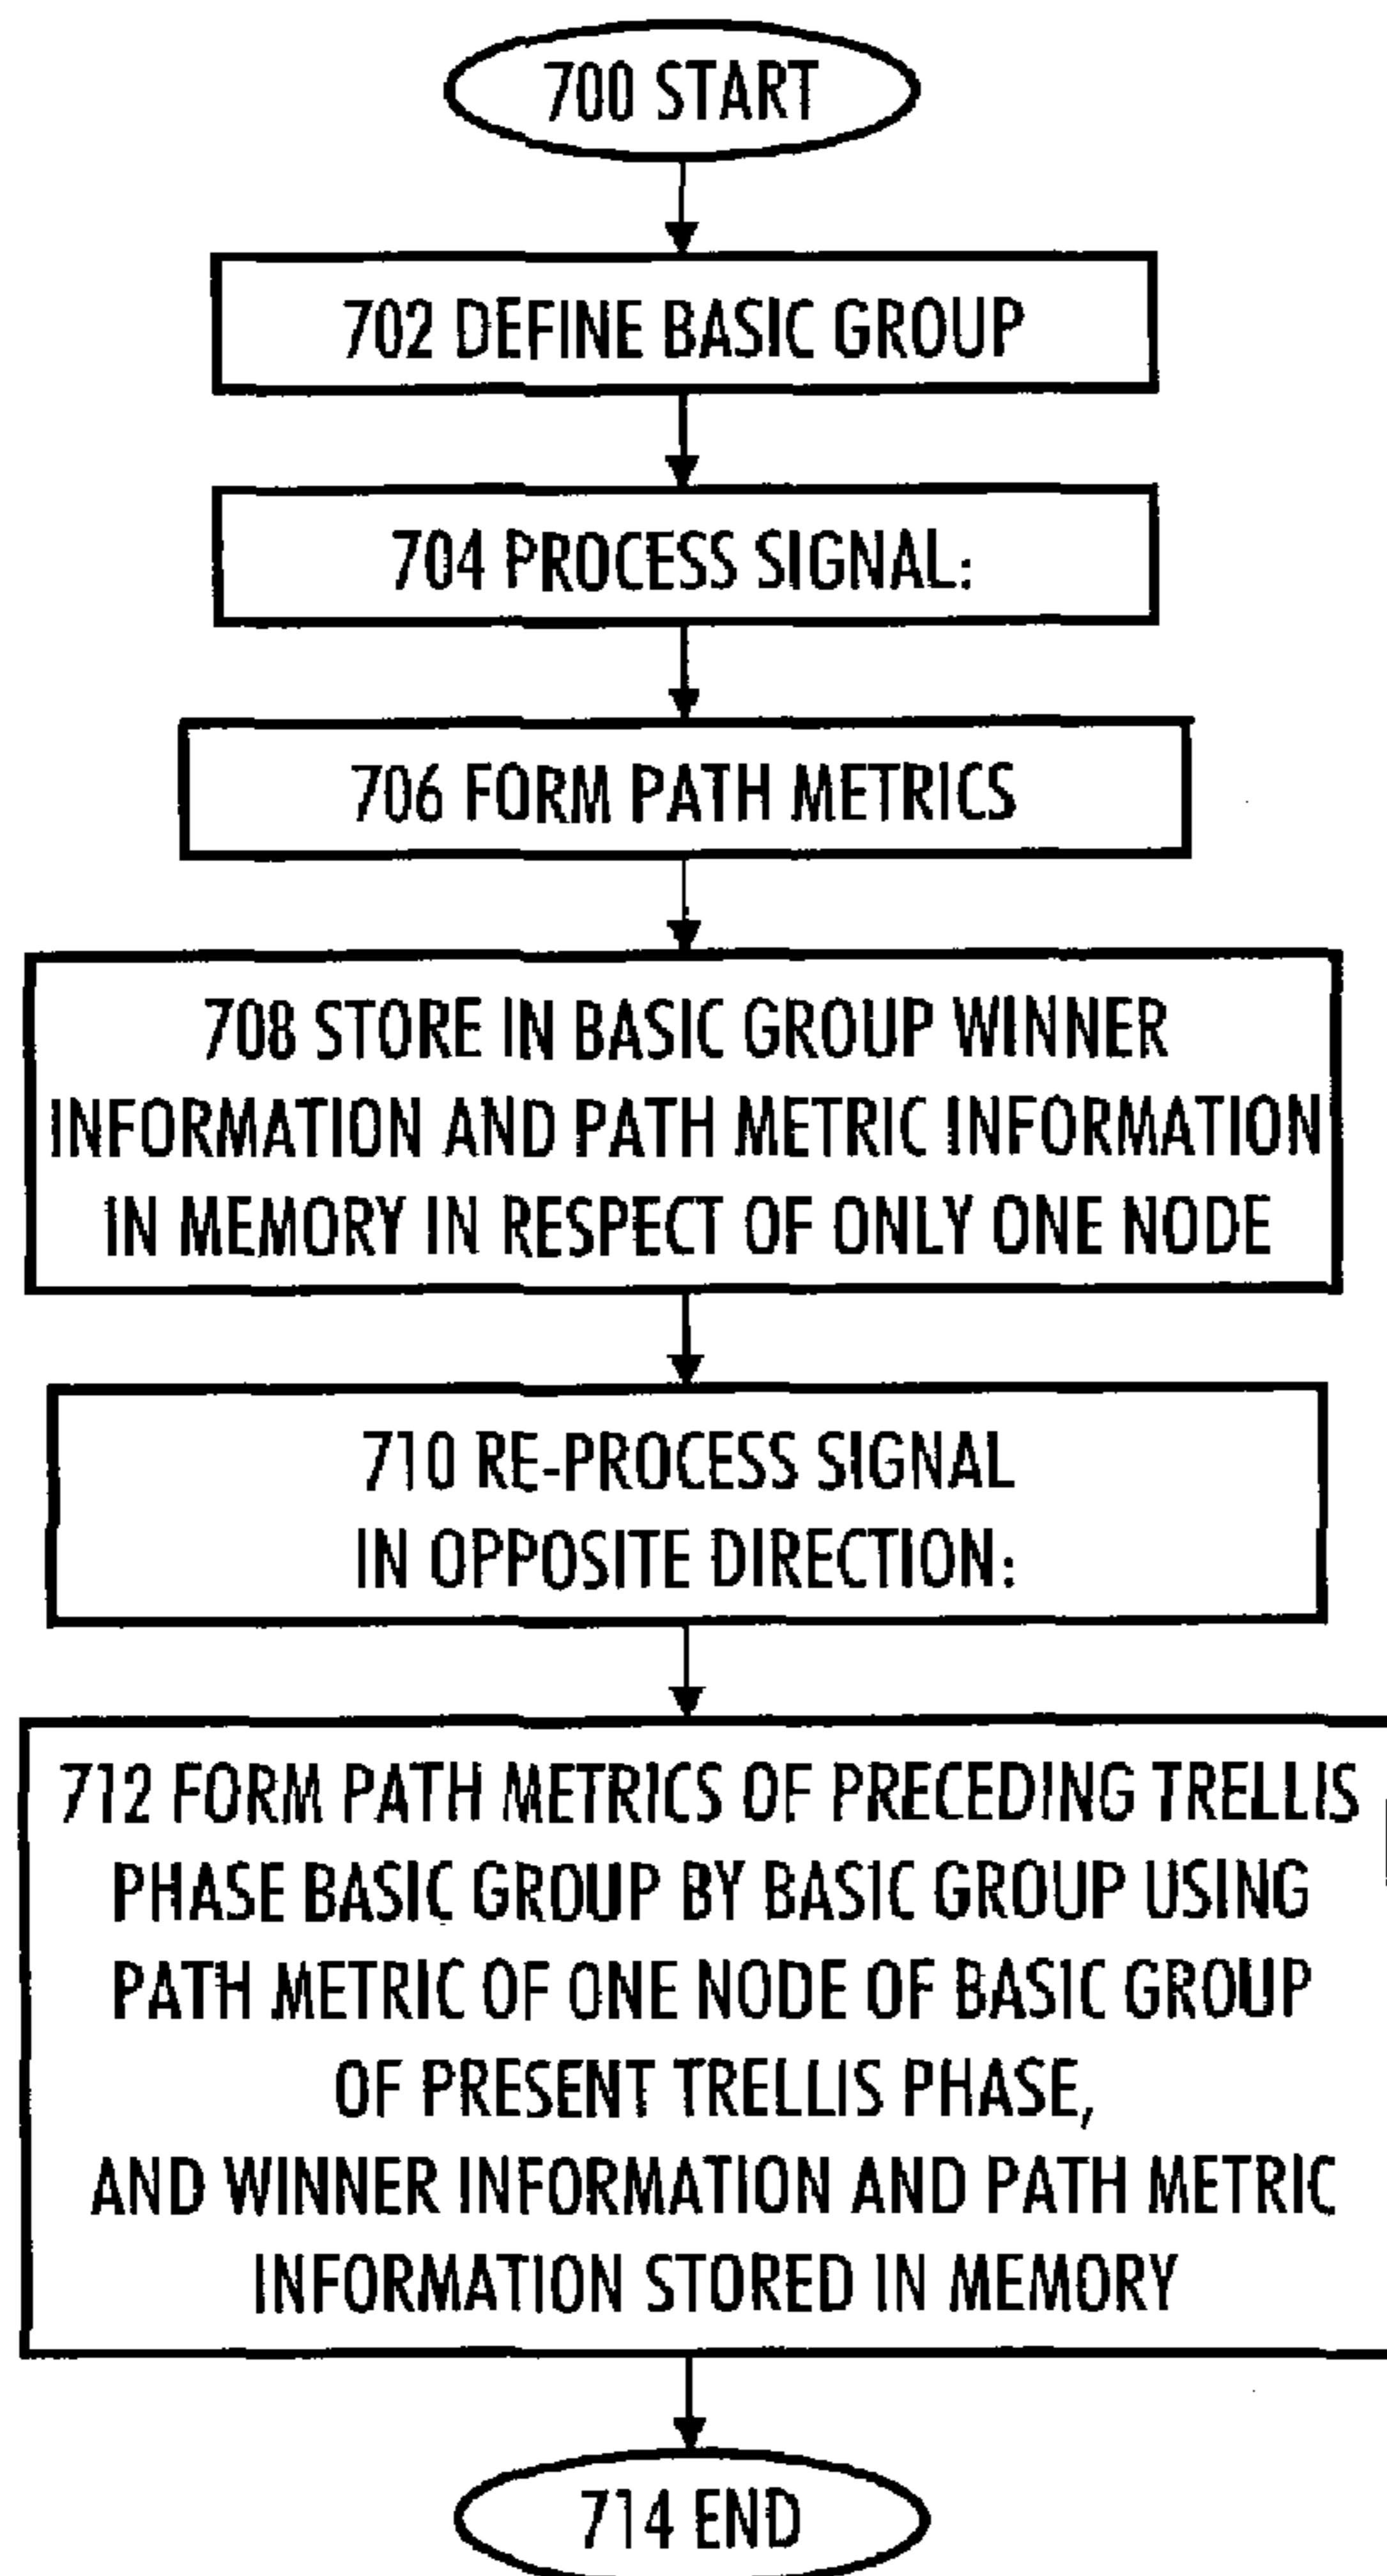 700 START
702 DEFINE BASIC GROUP
704 PROCESS SIGNAL:
706 FORM PATH METRICS
708 STORE IN BASIC GROUP WINNER
INFORMATION AND PATH METRIC INFORMATION
IN MEMORY IN RESPECT OF ONLY ONE NODE
710 RE-PROCESS SIGNAL
IN OPPOSITE DIRECTION:
712 FORM PATH METRICS OF PRECEDING TRELLIS
PHASE BASIC GROUP BY BASIC GROUP USING
PATH METRIC OF ONE NODE OF BASIC GROUP
OF PRESENT TRELLIS PHASE,
AND WINNER INFORMATION AND PATH METRIC
INFORMATION STORED IN MEMORY
714 END